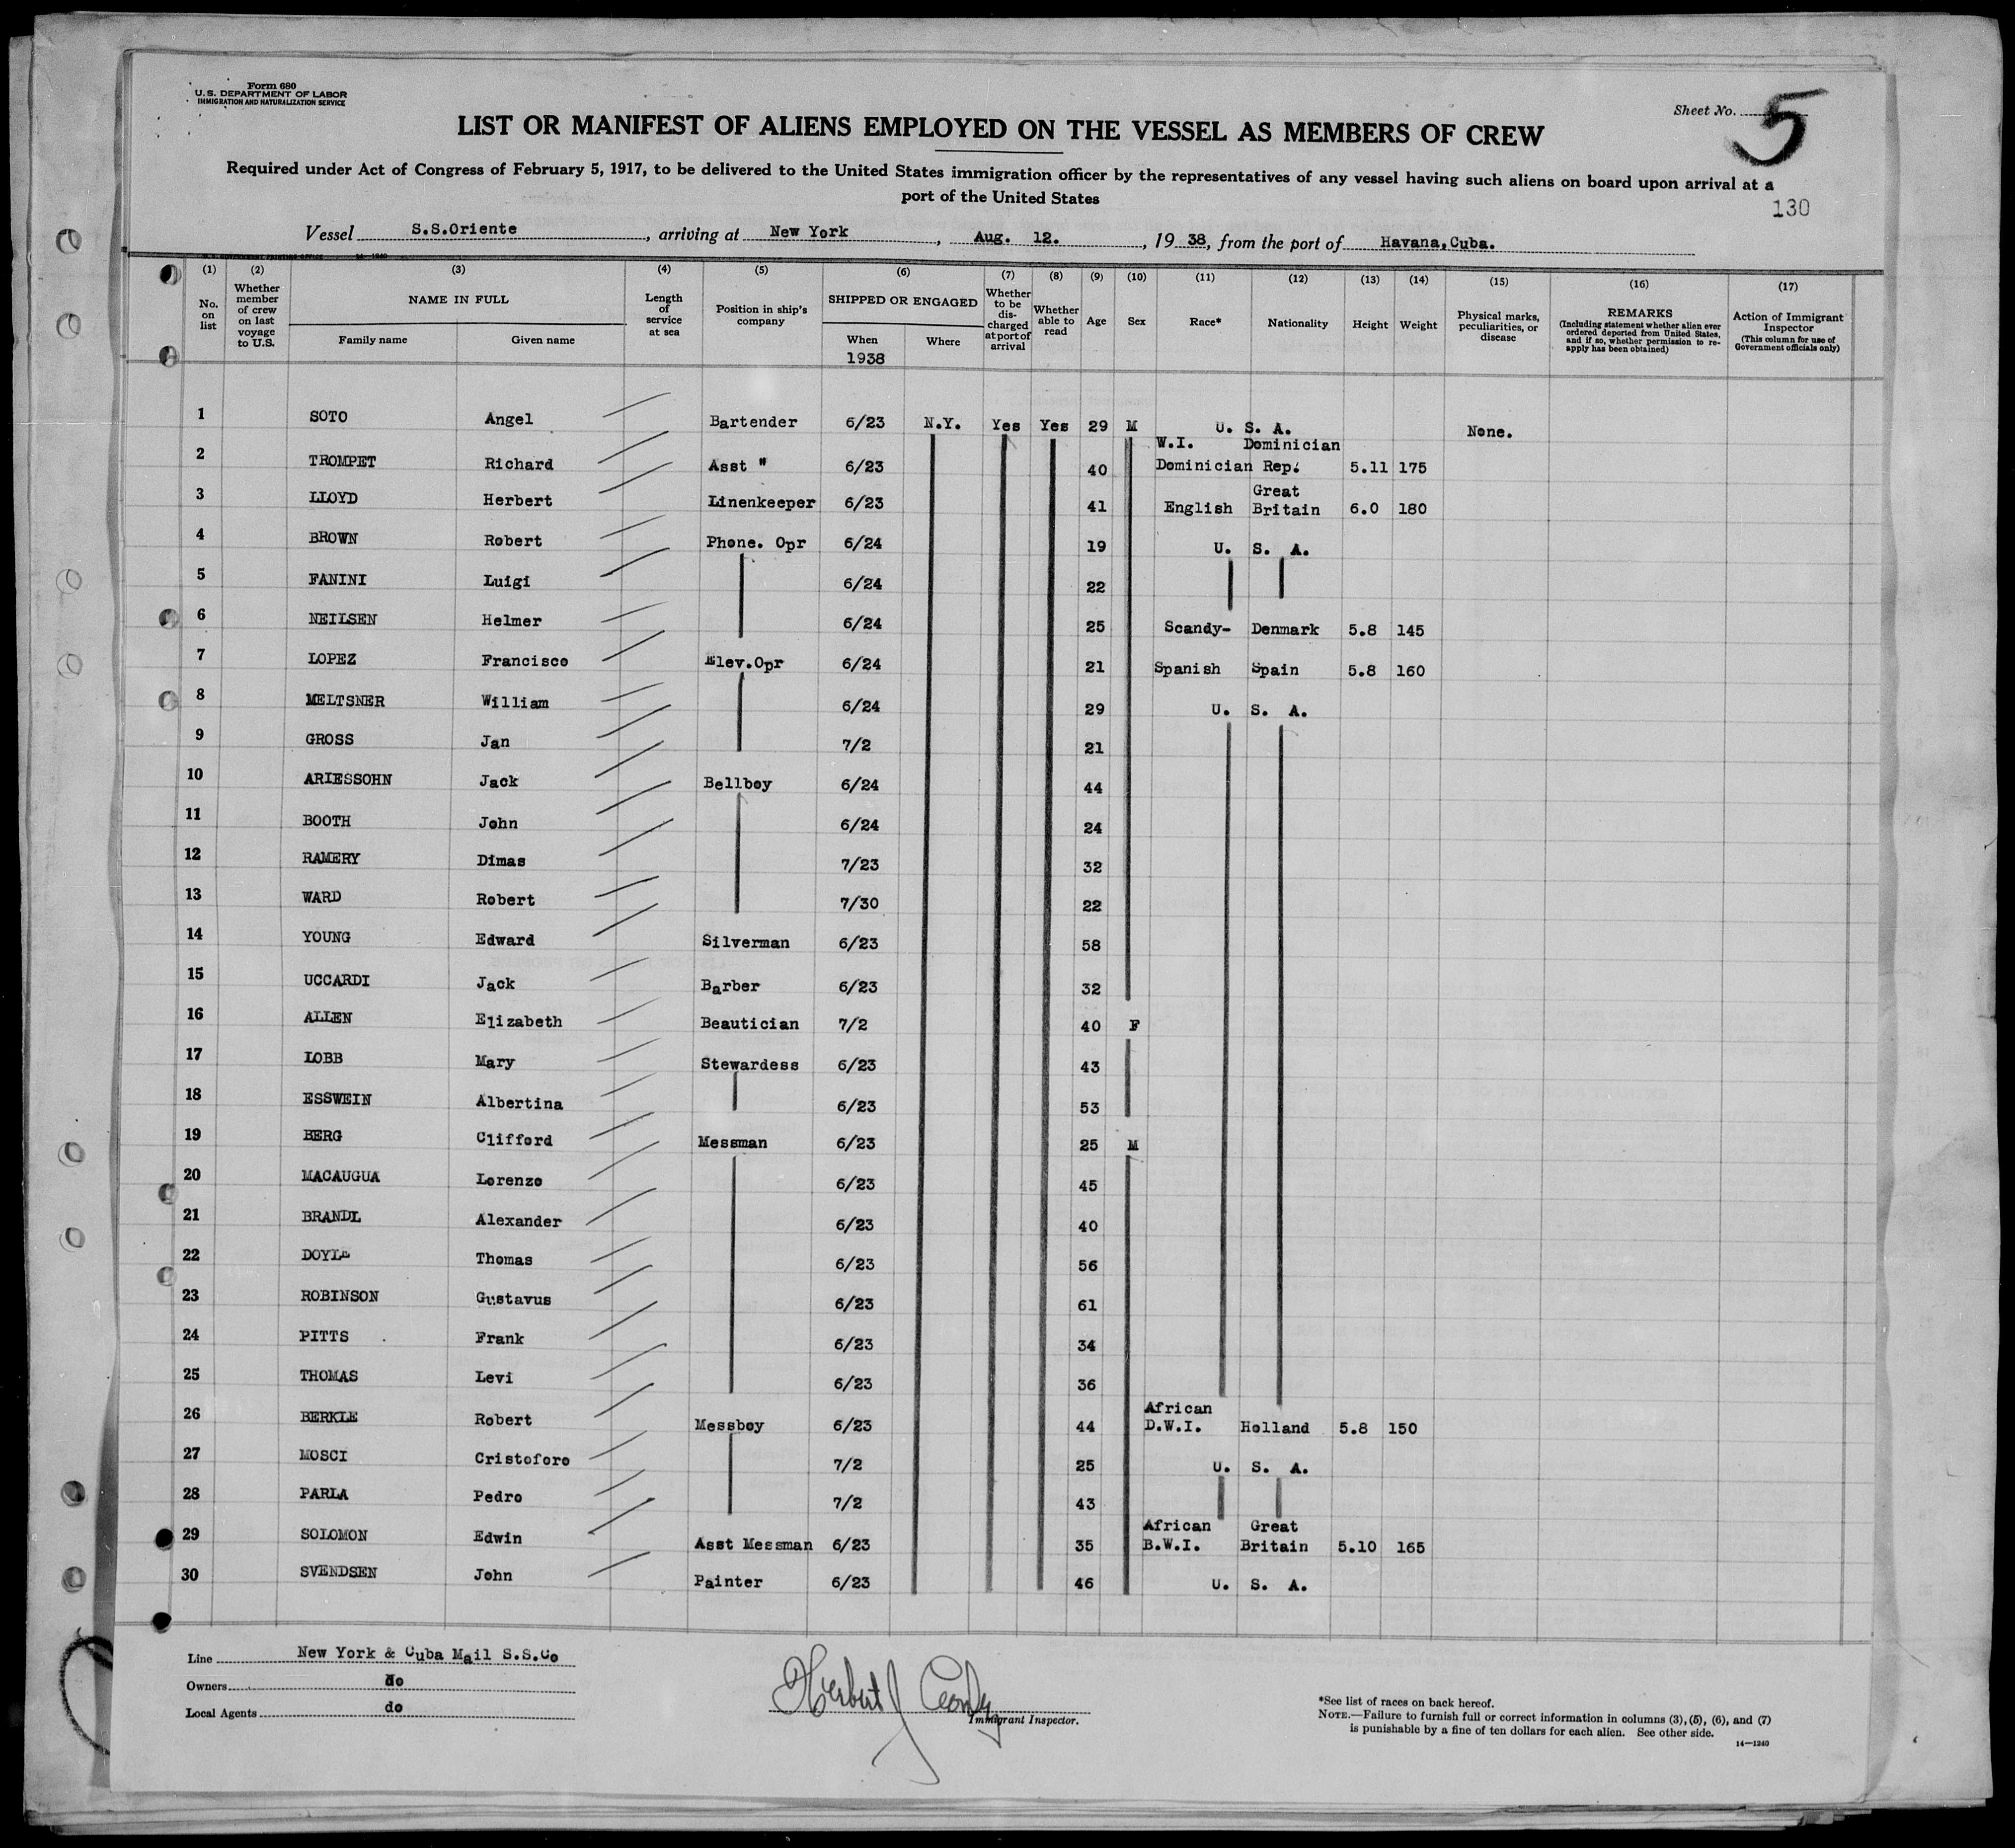 Form 680
U. S. DEPARTMENT OF LABOR
IMMIGRATION AND NATURALIZATION SERVICE
Sheet No. 5
LIST OR MANIFEST OF ALIENS EMPLOYED ON THE VESSEL AS MEMBERS OF CREW
Required under Act of Congress of February 5, 1917, to be delivered to the United States immigration officer by the representatives of any vessel having such aliens on board upon arrival at a
port of the United States
130
Vessel S.S.Oriente, arriving at New York, Aug. 12., 19 38, from the port of Havana, Cuba.
(1) (2) (3) (4) (5) (6) (7) (8) (9) (10) (11) (12) (13) (14) (15) (16) (17)
No. on list
Whether member of crew on last voyage to U.S.
NAME IN FULL
Family name Given name
Length of service at sea
Position in ship's company
SHIPPED OR ENGAGED
When Where
1938
Whether to be discharged at port of arrival
Whether able to read
Age
Sex
Race*
Nationality
Height
Weight
Physical marks, peculiarities, or disease
REMARKS
(Including statement whether alien ever ordered deported from United States, and if so, whether permission to re-apply has been obtained)
Action of Immigrant Inspector
(This column for use of Government officials only)
1 SOTO Angel Bartender 6/23 N.Y. Yes Yes 29 M U. S. A. None.
W.I. Dominician
2 TROMPET Richard Asst " 6/23 40 Dominician Rep. 5.11 175
Great
3 LLOYD Herbert Linenkeeper 6/23 41 English Britain 6.0 180
4 BROWN Robert Phone. Opr 6/24 19 U. S. A.
5 FANINI Luigi 6/24 22
6 NEILSEN Helmer 6/24 25 Scandy- Denmark 5.8 145
7 LOPEZ Francisco Elev.Opr 6/24 21 Spanish Spain 5.8 160
8 MELTSNER William 6/24 29 U. S. A.
9 GROSS Jan 7/2 21
10 ARIESSOHN Jack Bellboy 6/24 44
11 BOOTH John 6/24 24
12 RAMERY Dimas 7/23 32
13 WARD Robert 7/30 22
14 YOUNG Edward Silverman 6/23 58
15 UCCARDI Jack Barber 6/23 32
16 ALLEN Elizabeth Beautician 7/2 40 F
17 LOBB Mary Stewardess 6/23 43
18 ESSWEIN Albertina 6/23 53
19 BERG Clifford Messman 6/23 25 M
20 MACAUGUA Lorenzo 6/23 45
21 BRANDL Alexander 6/23 40
22 DOYLE Thomas 6/23 56
23 ROBINSON Gustavus 6/23 61
24 PITTS Frank 6/23 34
25 THOMAS Levi 6/23 36
African
26 BERKLE Robert Messboy 6/23 44 D.W.I. Holland 5.8 150
27 MOSCI Cristoforo 7/2 25 U. S. A.
28 PARLA Pedro 7/2 43
African Great
29 SOLOMON Edwin Asst Messman 6/23 35 B.W.I. Britain 5.10 165
30 SVENDSEN John Painter 6/23 46 U. S. A.
Line New York & Cuba Mail S.S.Co
Owners do
Local Agents do
Herbert J
Immigrant Inspector.
*See list of races on back hereof.
NOTE.—Failure to furnish full or correct information in columns (3), (5), (6), and (7)
is punishable by a fine of ten dollars for each alien. See other side.
14—1240